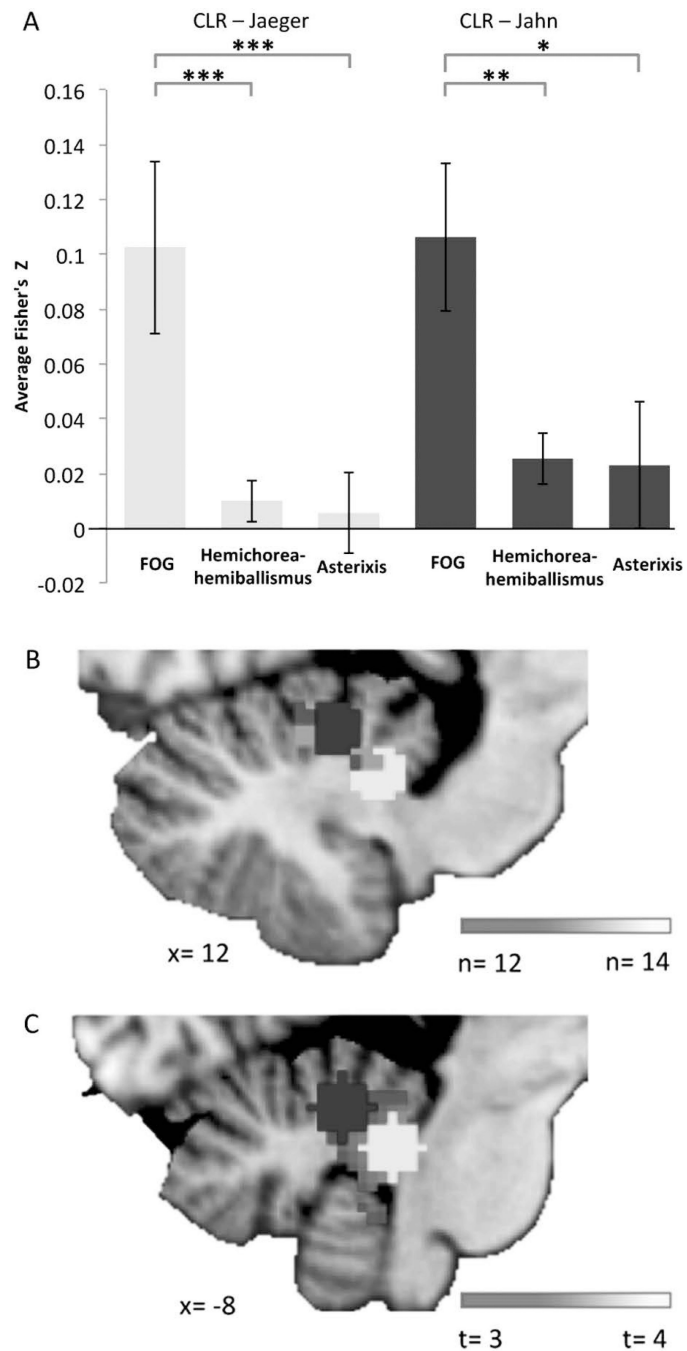 A
CLR – Jaeger
CLR – Jahn
***
*
***
**
0.16
0.14
0.12
0.1
0.08
0.06
0.04
0.02
0
-0.02
Average Fisher's Z
FOG
Hemichorea-
hemiballismus
Asterixis
FOG
Hemichorea-
hemiballismus
Asterixis
B
x= 12
n= 12
n= 14
C
x= -8
t= 3
t= 4